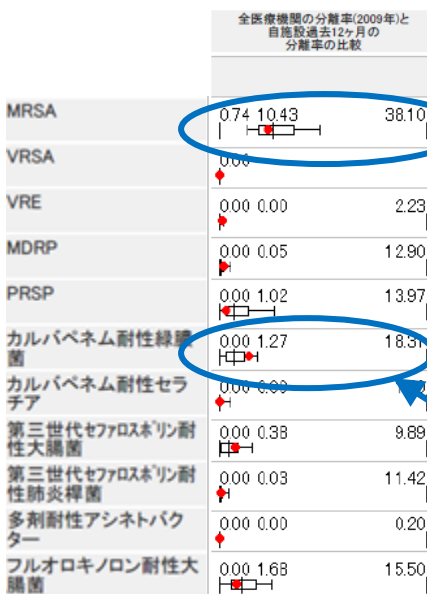 全医療機関の分離率(2009年)と
自施設過去12ヶ月の
分離率の比較
MRSA 0.74 10.43 38.10
VRSA 0.00
VRE 0.00 0.00 2.23
MDRP 0.00 0.05 12.90
PRSP 0.00 1.02 13.97
カルバペネム耐性緑膿
菌 0.00 1.27 18.31
カルバペネム耐性セラ
チア 0.00 0.00
第三世代セファロスポリン耐
性大腸菌 0.00 0.38 9.89
第三世代セファロスポリン耐
性肺炎桿菌 0.00 0.03 11.42
多剤耐性アシネトバク
ター 0.00 0.00 0.20
フルオロキノロン耐性大
腸菌 0.00 1.68 15.50